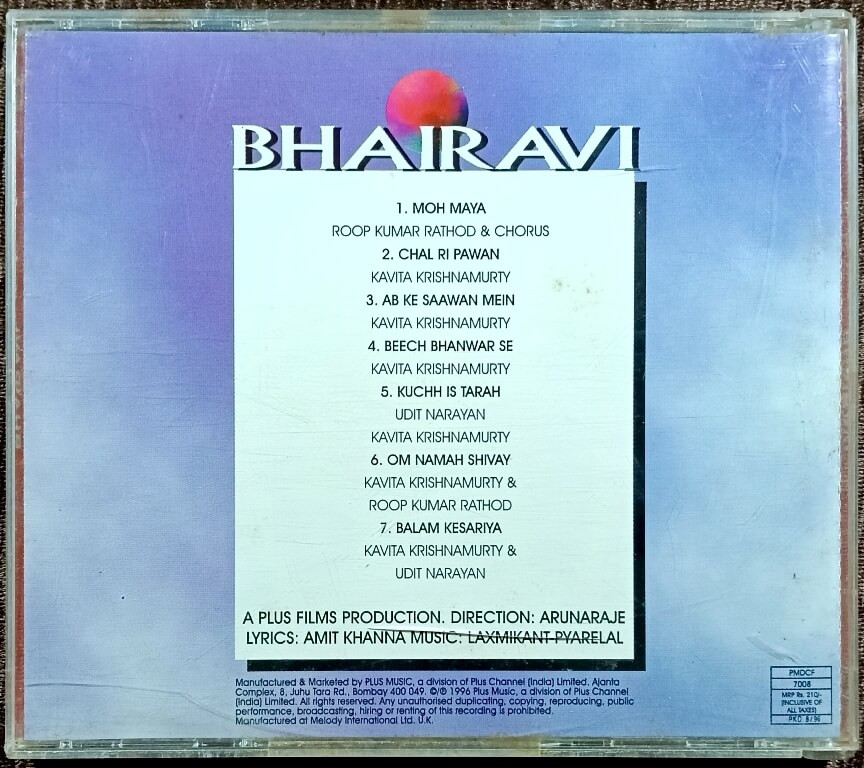 BHAIRAVI
1. MOH MAYA
ROOP KUMAR RATHOD & CHORUS
2. CHAL RI PAWAN
KAVITA KRISHNAMURTY
3. AB KE SAAWAN MEIN
KAVITA KRISHNAMURTY
4. BEECH BHANWAR SE
KAVITA KRISHNAMURTY
5. KUCHH IS TARAH
UDIT NARAYAN
KAVITA KRISHNAMURTY
6. OM NAMAH SHIVAY
KAVITA KRISHNAMURTY &
ROOP KUMAR RATHOD
7. BALAM KESARIYA
KAVITA KRISHNAMURTY &
UDIT NARAYAN
A PLUS FILMS PRODUCTION. DIRECTION: ARUNARAJE
LYRICS: AMIT KHANNA MUSIC: LAXMIKANT-PYARELAL
Manufactured & Marketed by PLUS MUSIC, a division of Plus Channel (India) Limited. Ajanta
Complex, 8, Juhu Tara Rd., Bombay 400 049. ©/℗ 1996 Plus Music, a division of Plus Channel
(India) Limited. All rights reserved. Any unauthorised duplicating, copying, reproducing, public
performance, broadcasting, hiring or renting of this recording is prohibited.
Manufactured at Melody International Ltd. U.K.
PMDCF
7008
MRP Rs. 210/-
(INCLUSIVE OF
ALL TAXES)
PKD 8/96